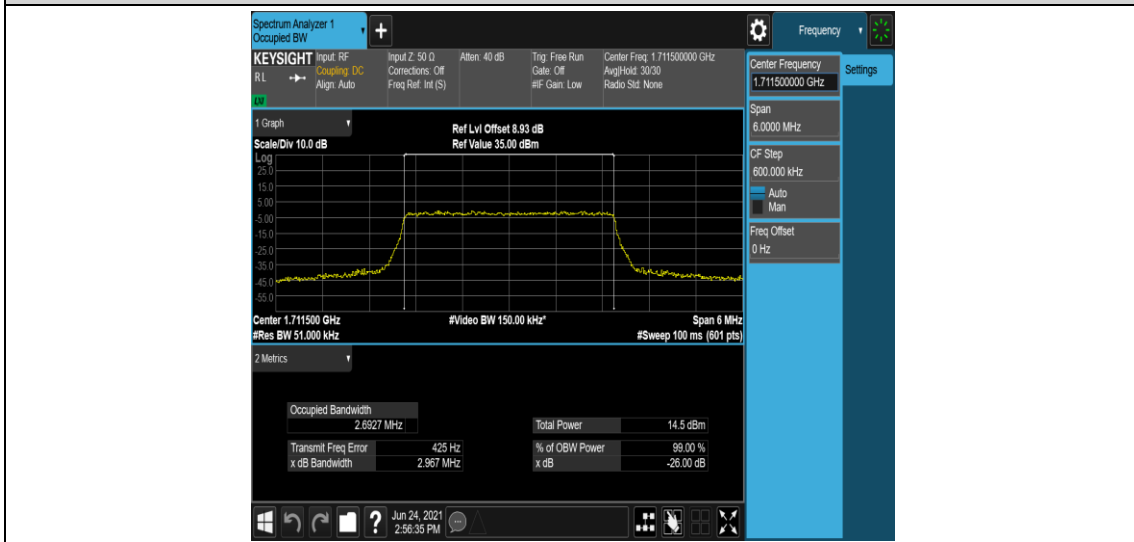 Spectrum Analyzer 1
Occupied BW
+
Frequency
KEYSIGHT Input: RF Input Z: 50 Ω Atten: 40 dB Trig: Free Run Center Freq: 1.711500000 GHz
RL Coupling: DC Corrections: Off Gate: Off Avg|Hold: 30/30
Align: Auto Freq Ref: Int (S) #IF Gain: Low Radio Std: None
LXI
Center Frequency
1.711500000 GHz
Settings
Span
6.0000 MHz
CF Step
600.000 kHz
Auto
Man
Freq Offset
0 Hz
1 Graph
Ref Lvl Offset 8.93 dB
Scale/Div 10.0 dB Ref Value 35.00 dBm
Log
25.0
15.0
5.00
-5.00
-15.0
-25.0
-35.0
-45.0
-55.0
Center 1.711500 GHz #Video BW 150.00 kHz* Span 6 MHz
#Res BW 51.000 kHz #Sweep 100 ms (601 pts)
2 Metrics
Occupied Bandwidth
2.6927 MHz Total Power 14.5 dBm
Transmit Freq Error 425 Hz % of OBW Power 99.00 %
x dB Bandwidth 2.967 MHz x dB -26.00 dB
? Jun 24, 2021
2:56:35 PM